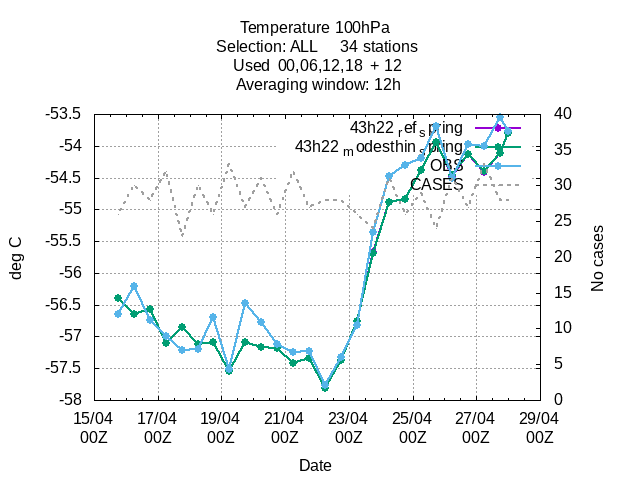 Temperature 100hPa
Selection: ALL 34 stations
Used 00,06,12,18 + 12
Averaging window: 12h
-53.5
-54
-54.5
-55
-55.5
-56
-56.5
-57
-57.5
-58
40
35
30
25
20
15
10
5
0
43h22ref_spring
43h22modesthin_spring
OBS
CASES
deg C
No cases
15/04 17/04 19/04 21/04 23/04 25/04 27/04 29/04
00Z 00Z 00Z 00Z 00Z 00Z 00Z 00Z
Date